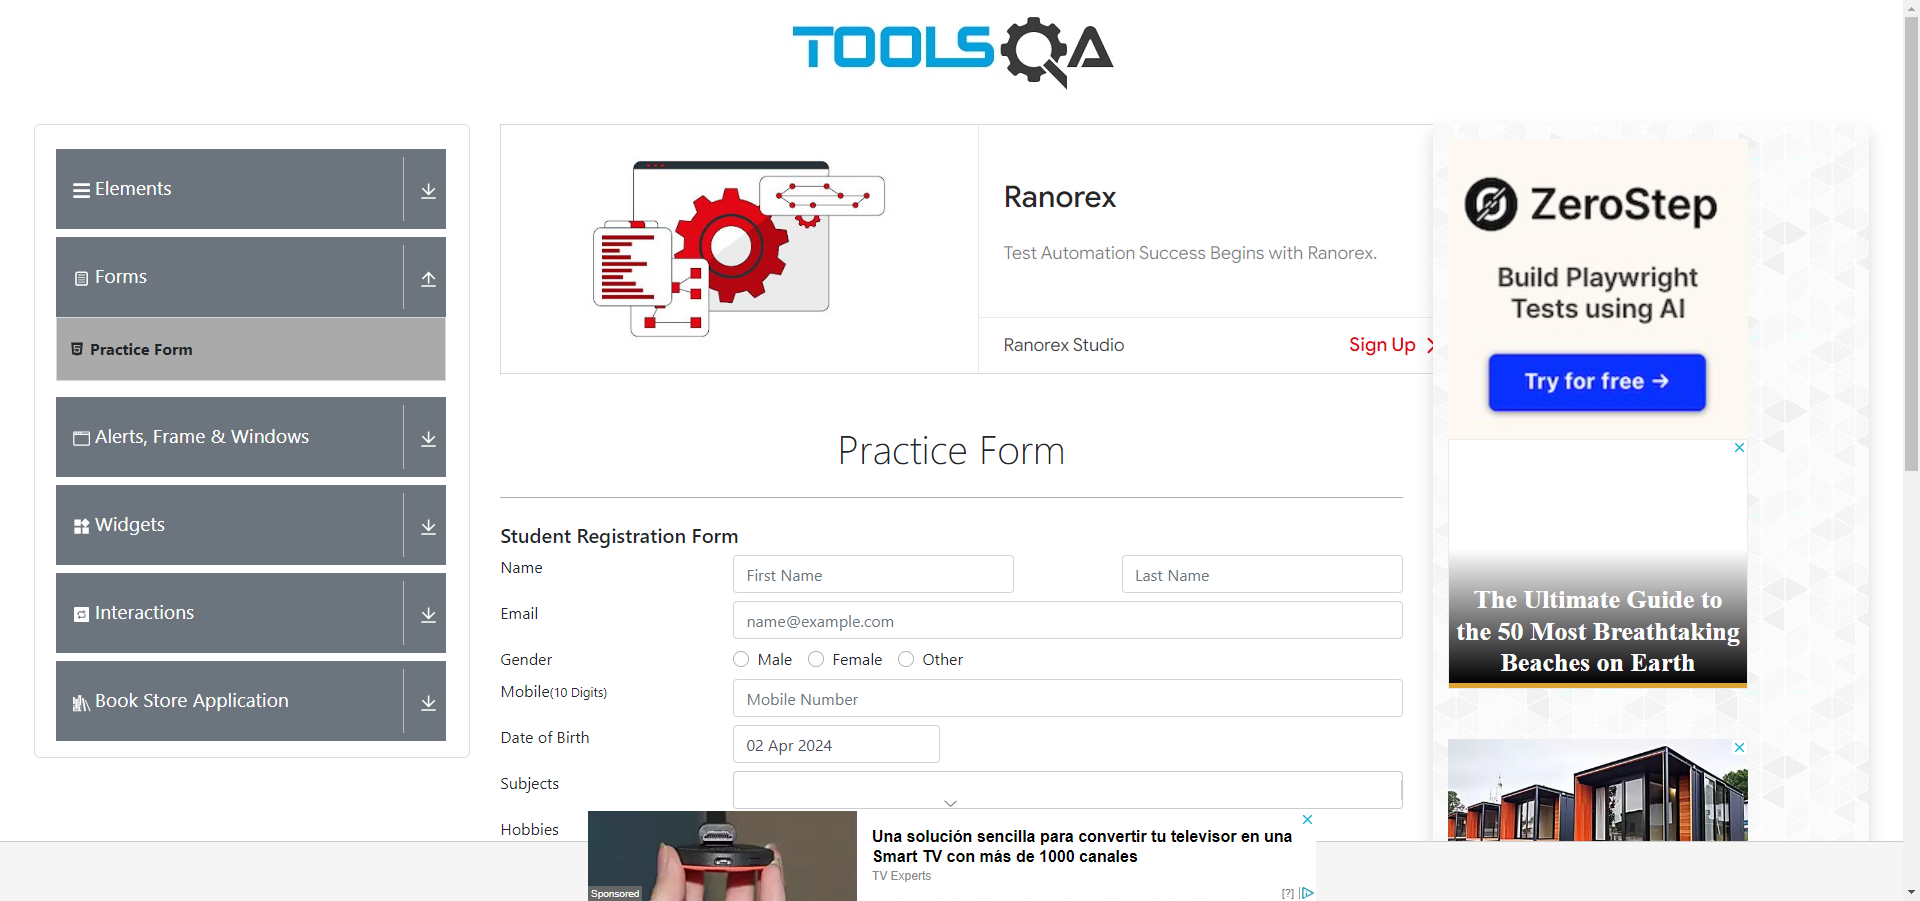 TOOLSQA
Elements
Forms
Practice Form
Alerts, Frame & Windows
Widgets
Interactions
Book Store Application
Ranorex
Test Automation Success Begins with Ranorex.
Ranorex Studio
Sign Up
Practice Form
Student Registration Form
Name
First Name
Last Name
Email
name@example.com
Gender
Male
Female
Other
Mobile(10 Digits)
Mobile Number
Date of Birth
02 Apr 2024
Subjects
Hobbies
ZeroStep
Build Playwright
Tests using AI
Try for free →
The Ultimate Guide to
the 50 Most Breathtaking
Beaches on Earth
Una solución sencilla para convertir tu televisor en una
Smart TV con más de 1000 canales
TV Experts
Sponsored
[?]